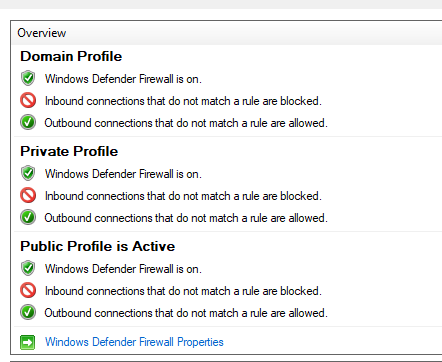 Overview
Domain Profile
Windows Defender Firewall is on.
Inbound connections that do not match a rule are blocked.
Outbound connections that do not match a rule are allowed.
Private Profile
Windows Defender Firewall is on.
Inbound connections that do not match a rule are blocked.
Outbound connections that do not match a rule are allowed.
Public Profile is Active
Windows Defender Firewall is on.
Inbound connections that do not match a rule are blocked.
Outbound connections that do not match a rule are allowed.
Windows Defender Firewall Properties